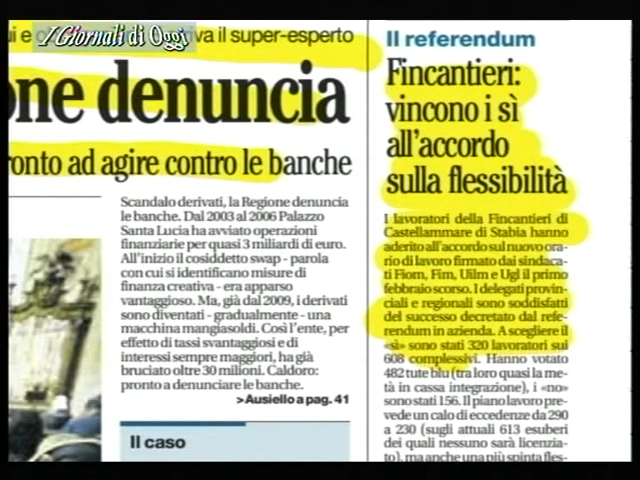 I Giornali di Oggi
il super-esperto
one denuncia
pronto ad agire contro le banche
Scandalo derivati, la Regione denuncia
le banche. Dal 2003 al 2006 Palazzo
Santa Lucia ha avviato operazioni
finanziarie per quasi 3 miliardi di euro.
All'inizio il cosiddetto swap - parola
con cui si identificano misure di
finanza creativa - era apparso
vantaggioso. Ma, già dal 2009, i derivati
sono diventati - gradualmente - una
macchina mangiasoldi. Così l'ente, per
effetto di tassi svantaggiosi e di
interessi sempre maggiori, ha già
bruciato oltre 30 milioni. Caldoro:
pronto a denunciare le banche.
>Ausiello a pag. 41
Il caso
Il referendum
Fincantieri:
vincono i sì
all'accordo
sulla flessibilità
I lavoratori della Fincantieri di
Castellammare di Stabia hanno
aderito all'accordo sul nuovo ora-
rio di lavoro firmato dai sindaca-
ti Fiom, Fim, Uilm e Ugl il primo
febbraio scorso. I delegati provin-
ciali e regionali sono soddisfatti
del successo decretato dal refe-
rendum in azienda. A scegliere il
«sì» sono stati 320 lavoratori sui
608 complessivi. Hanno votato
482 tute blu (tra loro quasi la me-
tà in cassa integrazione), i «no»
sono stati 156. Il piano lavoro pre-
vede un calo di eccedenze da 290
a 230 (sugli attuali 613 esuberi
dei quali nessuno sarà licenzia-
to), ma anche una più spinta fles-